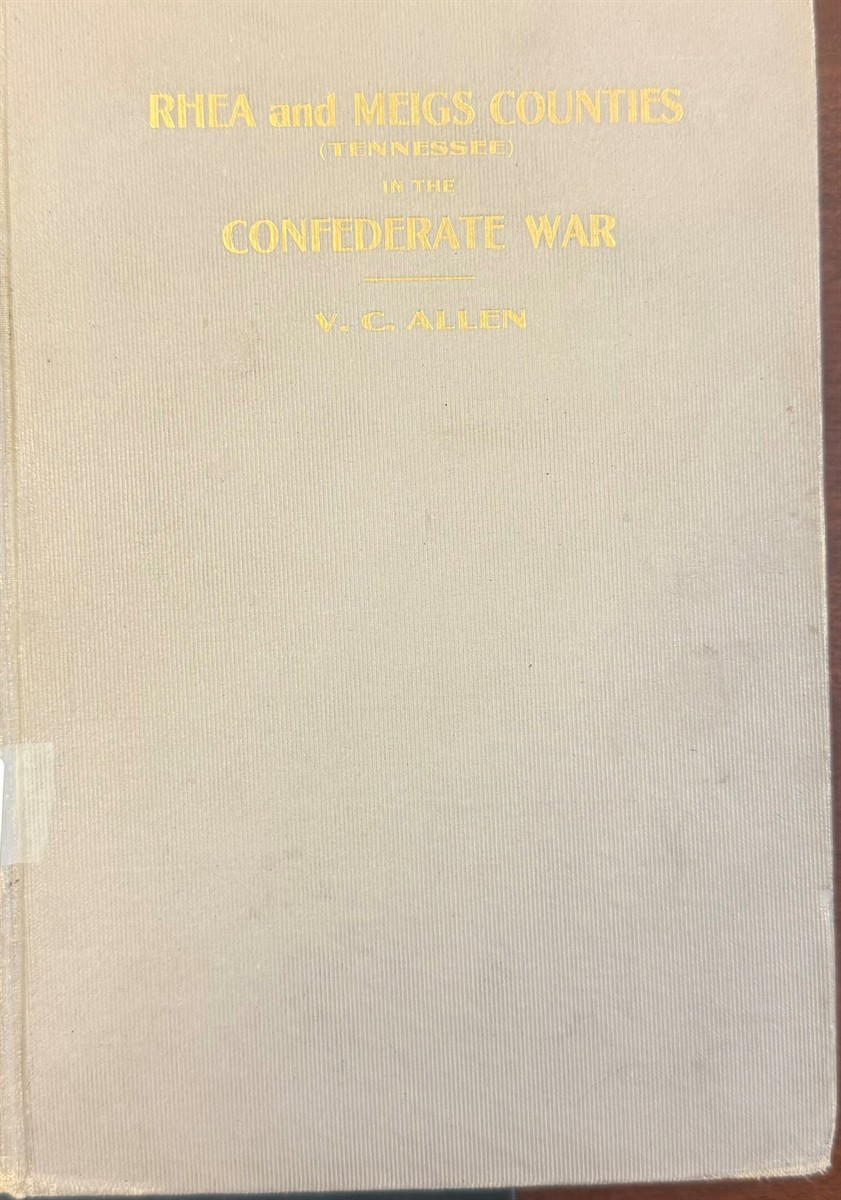 RHEA and MEIGS COUNTIES
(TENNESSEE)
IN THE
CONFEDERATE WAR
V. C. ALLEN